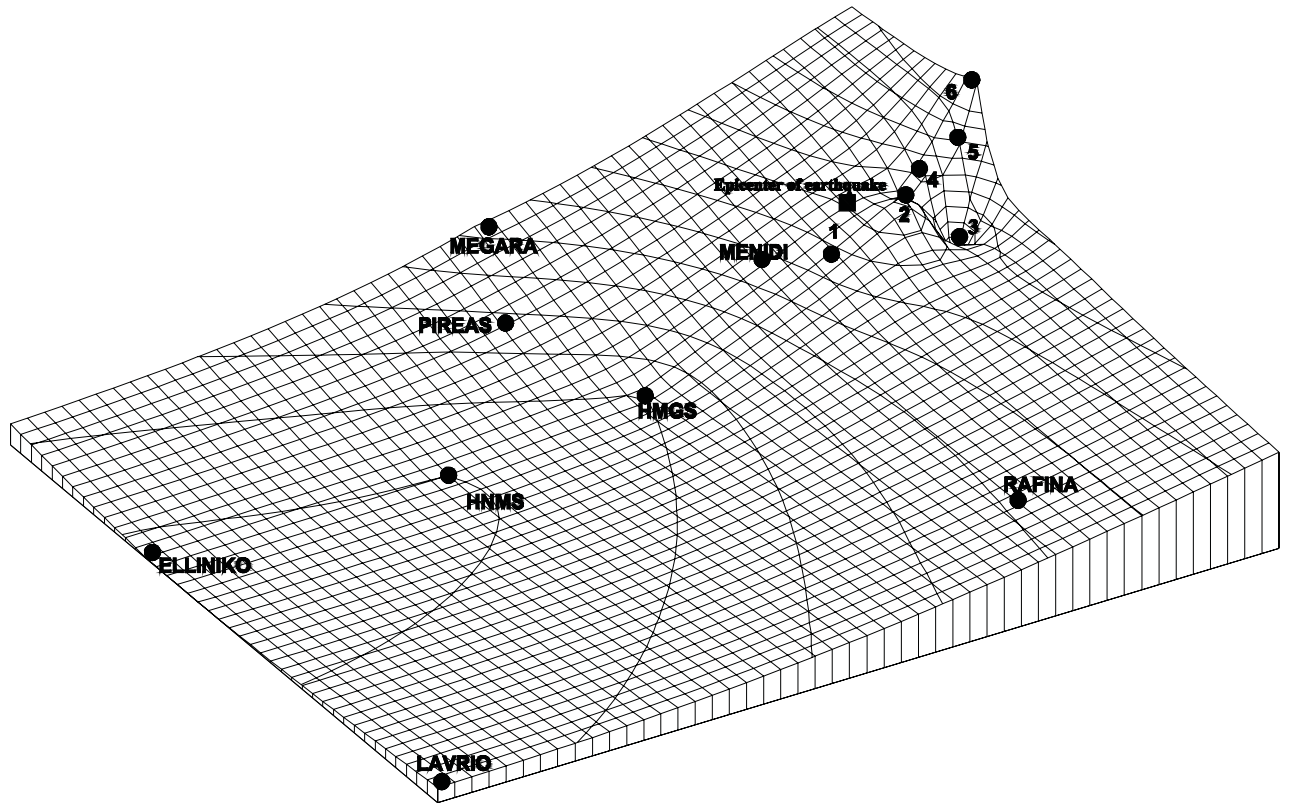 6
5
4
Epicenter of earthquake
2
3
1
MEGARA
MENIDI
PIREAS
HMGS
RAFINA
HNMS
ELLINIKO
LAVRIO